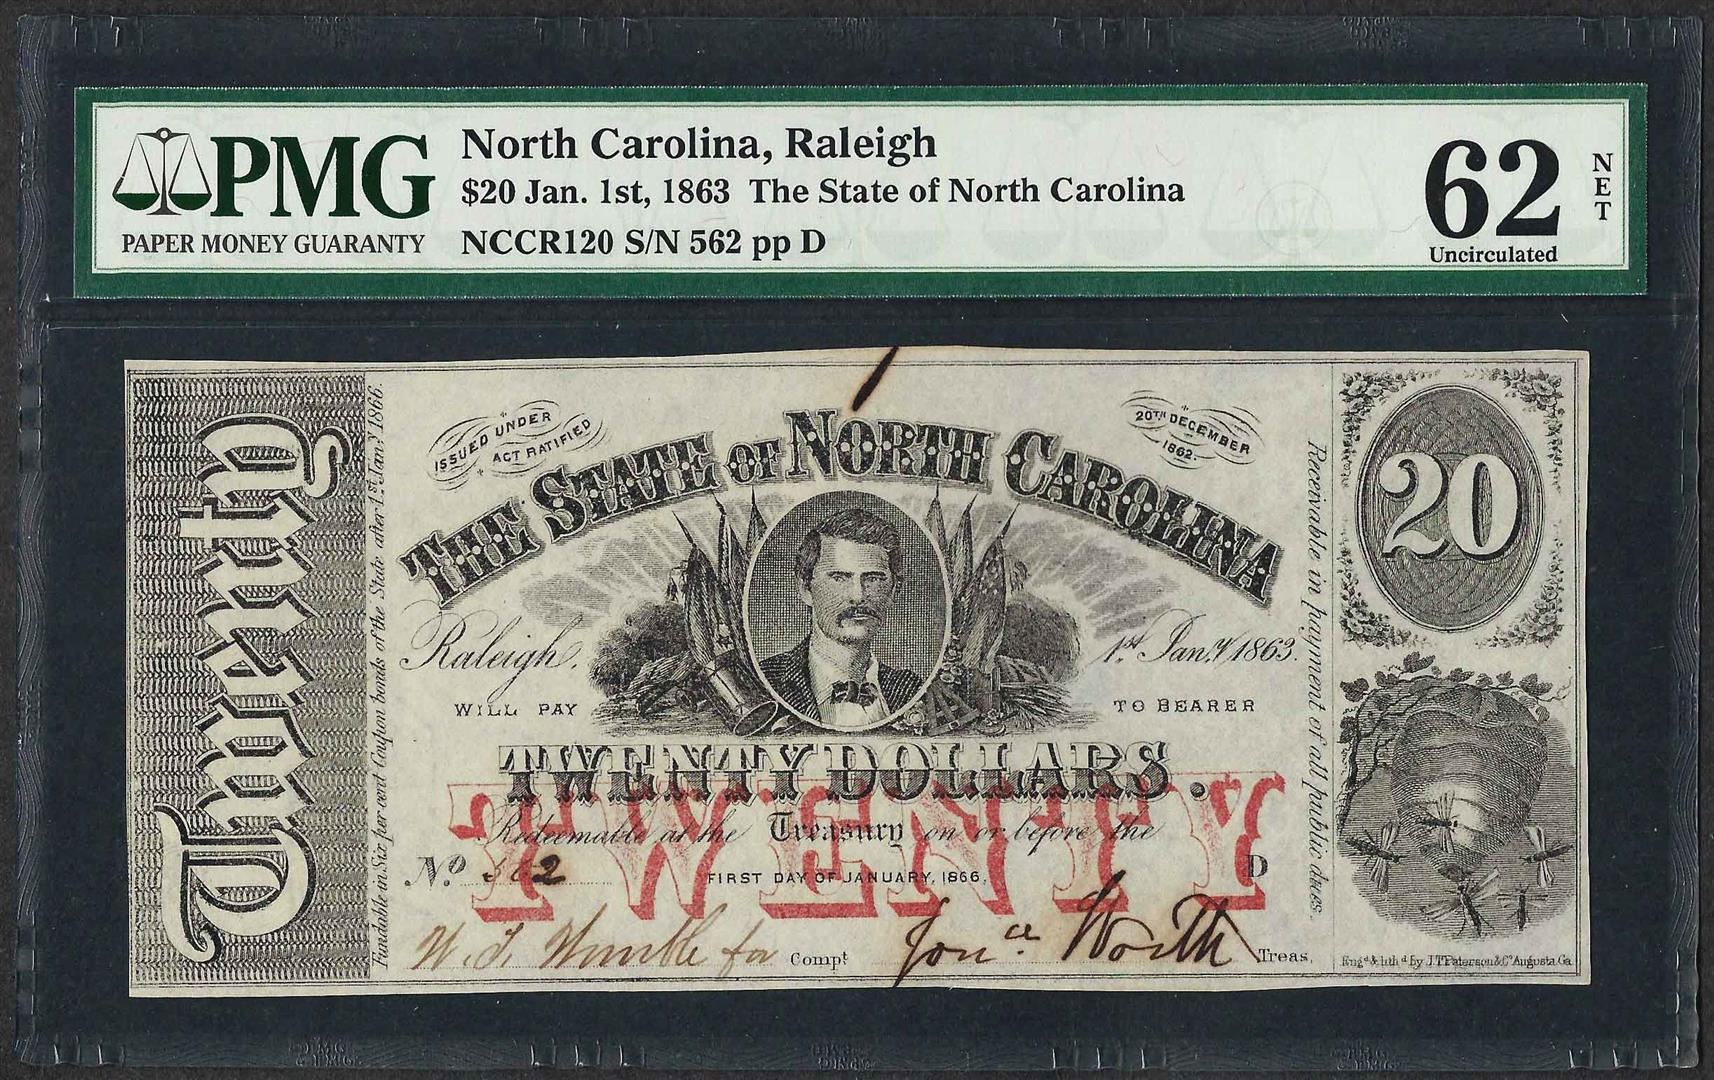 PMG
PAPER MONEY GUARANTY
North Carolina, Raleigh
$20 Jan. 1st, 1863 The State of North Carolina
NCCR120 S/N 562 pp D
62
NET
Uncirculated
Twenty
Fundable in Six per cent Coupon bonds of the State after 1st Jany 1866.
ISSUED UNDER
ACT RATIFIED
20TH DECEMBER
1862.
THE STATE OF NORTH CAROLINA
Raleigh, 1st Jany 1863.
WILL PAY TO BEARER
TWENTY DOLLARS.
TWENTY
Redeemable at the Treasury on or before the
No 562 FIRST DAY OF JANUARY, 1866. D
W. J. for Compt Jona Worth Treas.
Receivable in payment of all public dues.
20
Engd & lithd by J.T. Paterson & Co Augusta, Ga